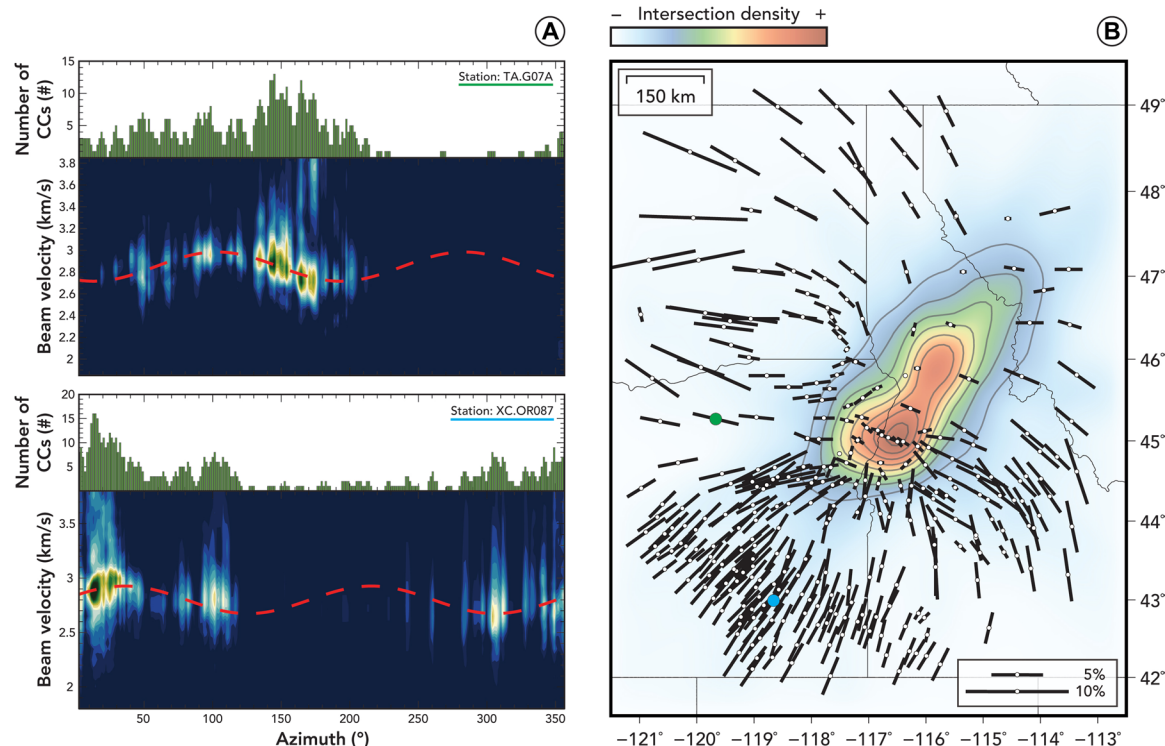 A
Station: TA.G07A
Number of
CCs (#)
15
10
5
Beam velocity (km/s)
3.8
3.6
3.4
3.2
3
2.8
2.6
2.4
2.2
2
Station: XC.OR087
Number of
CCs (#)
20
15
10
5
Beam velocity (km/s)
3.5
3
2.5
2
50 100 150 200 250 300 350
Azimuth (°)
− Intersection density +
B
150 km
49°
48°
47°
46°
45°
44°
43°
42°
5%
10%
−121° −120° −119° −118° −117° −116° −115° −114° −113°